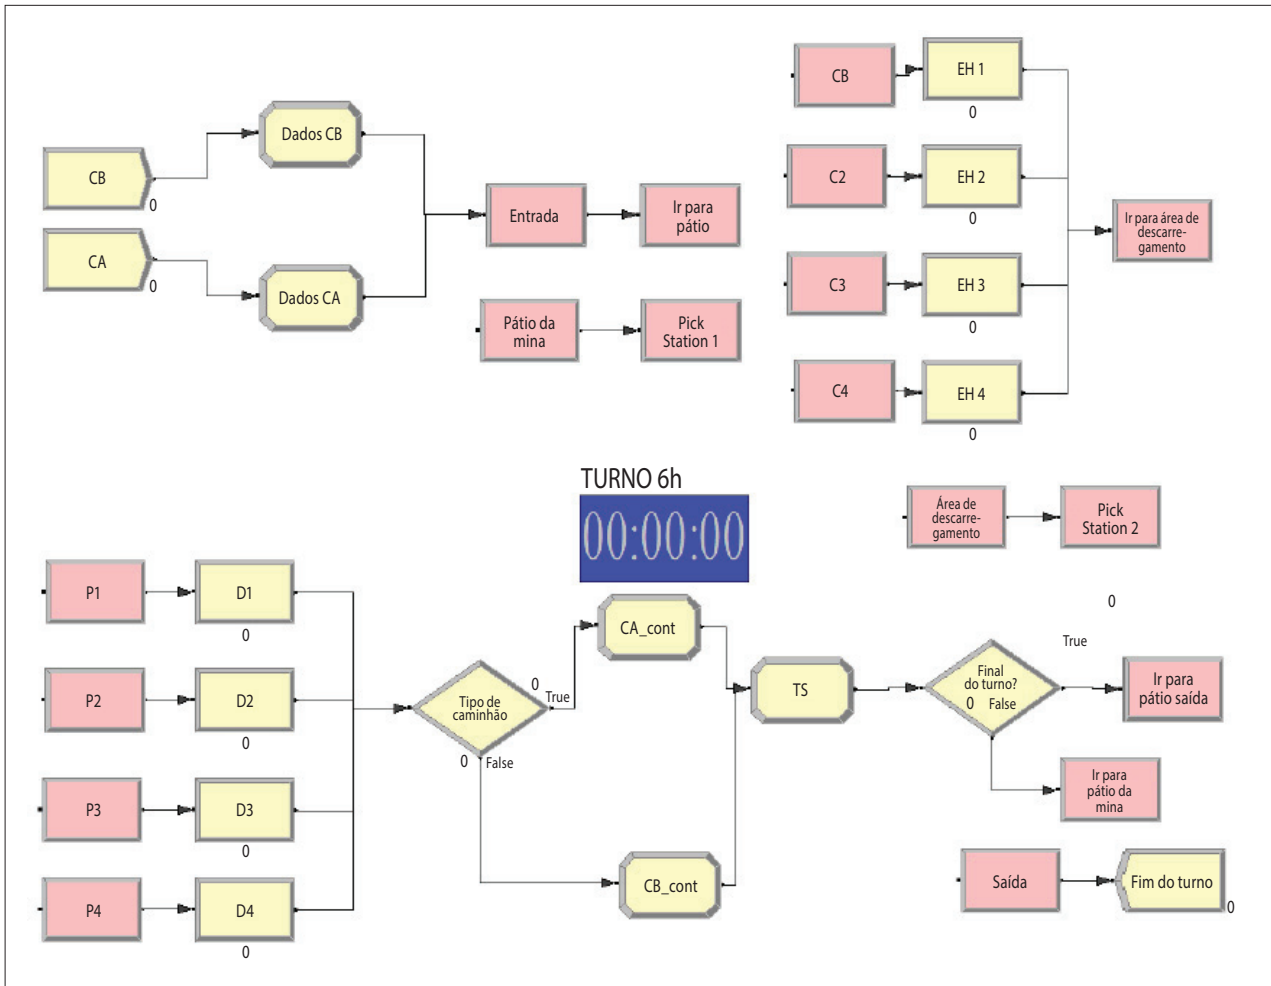 CB
0
CA
0
Dados CB
Dados CA
Entrada
Ir para
pátio
Pátio da
mina
Pick
Station 1
CB
EH 1
0
C2
EH 2
0
C3
EH 3
0
C4
EH 4
0
Ir para área de
descarre-
gamento
TURNO 6h
00:00:00
Área de
descarre-
gamento
Pick
Station 2
P1
D1
0
P2
D2
0
P3
D3
0
P4
D4
0
Tipo de
caminhão
0
True
0 False
CA_cont
CB_cont
TS
Final
do turno?
0 False
0
True
Ir para
pátio saída
Ir para
pátio da
mina
Saída
Fim do turno
0